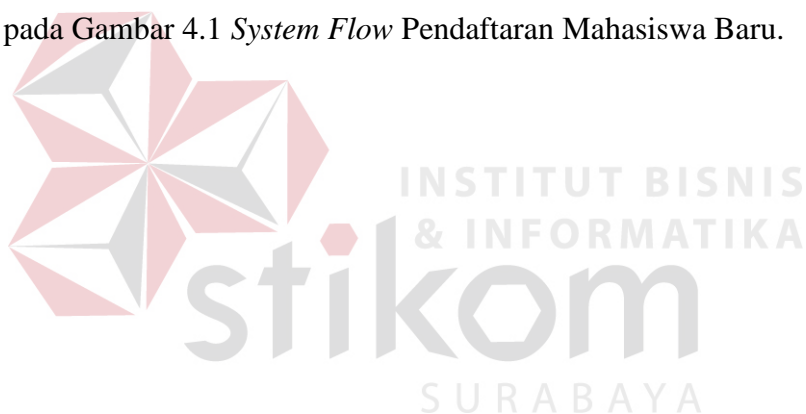 pada Gambar 4.1 System Flow Pendaftaran Mahasiswa Baru.
INSTITUT BISNIS
& INFORMATIKA
stikom
SURABAYA